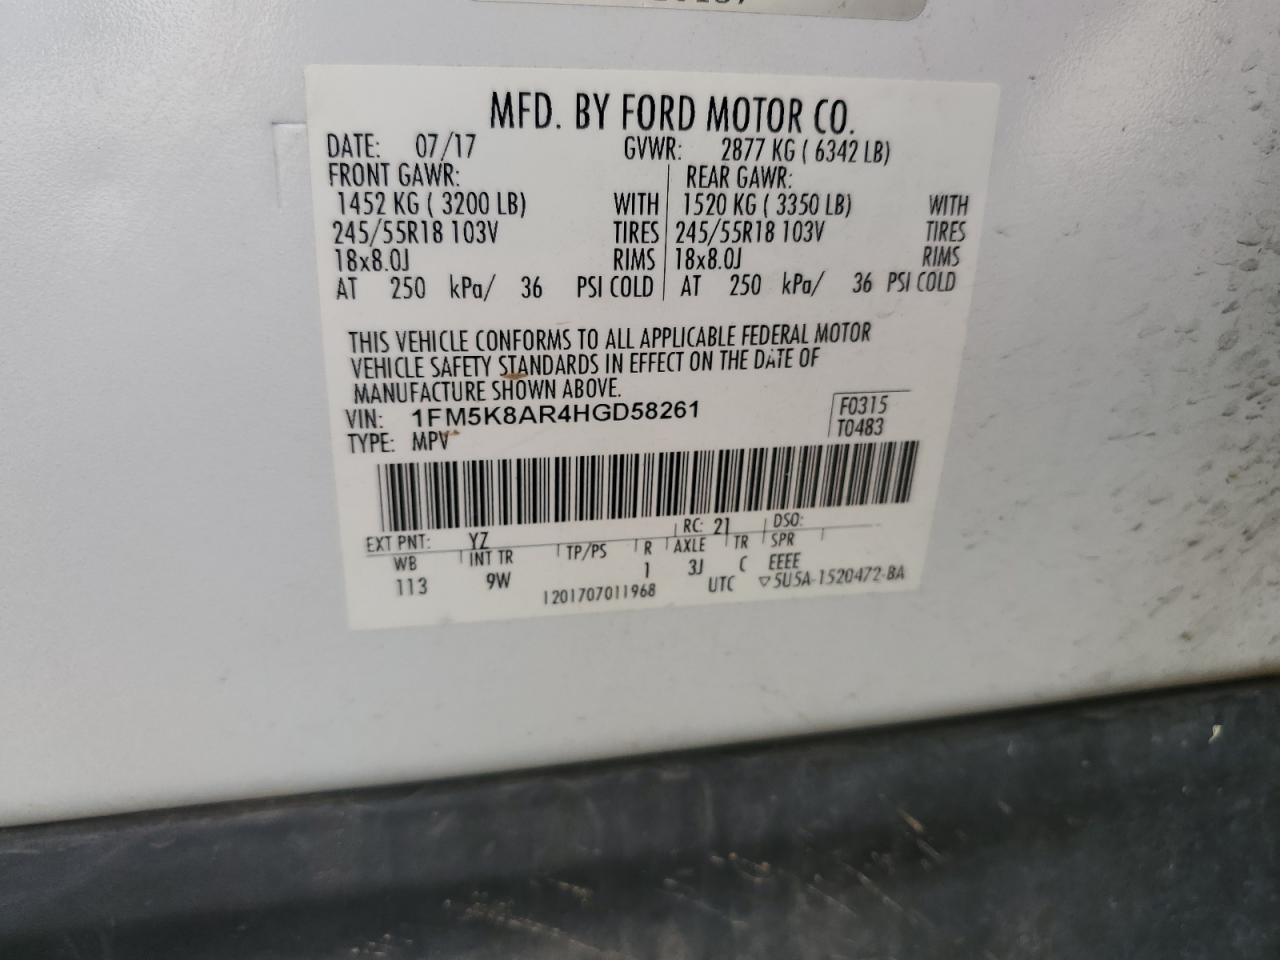 MFD. BY FORD MOTOR CO.
DATE: 07/17 GVWR: 2877 KG ( 6342 LB)
FRONT GAWR: REAR GAWR:
1452 KG ( 3200 LB) WITH 1520 KG ( 3350 LB) WITH
245/55R18 103V TIRES 245/55R18 103V TIRES
18x8.0J RIMS 18x8.0J RIMS
AT 250 kPa/ 36 PSI COLD AT 250 kPa/ 36 PSI COLD
THIS VEHICLE CONFORMS TO ALL APPLICABLE FEDERAL MOTOR
VEHICLE SAFETY STANDARDS IN EFFECT ON THE DATE OF
MANUFACTURE SHOWN ABOVE.
VIN: 1FM5K8AR4HGD58261 F0315
TYPE: MPV T0483
EXT PNT: YZ RC: 21 DSO:
WB INT TR TP/PS R AXLE TR SPR
113 9W 1 3J C EEEE
1201707011968 UTC ▽5U5A-1520472-BA